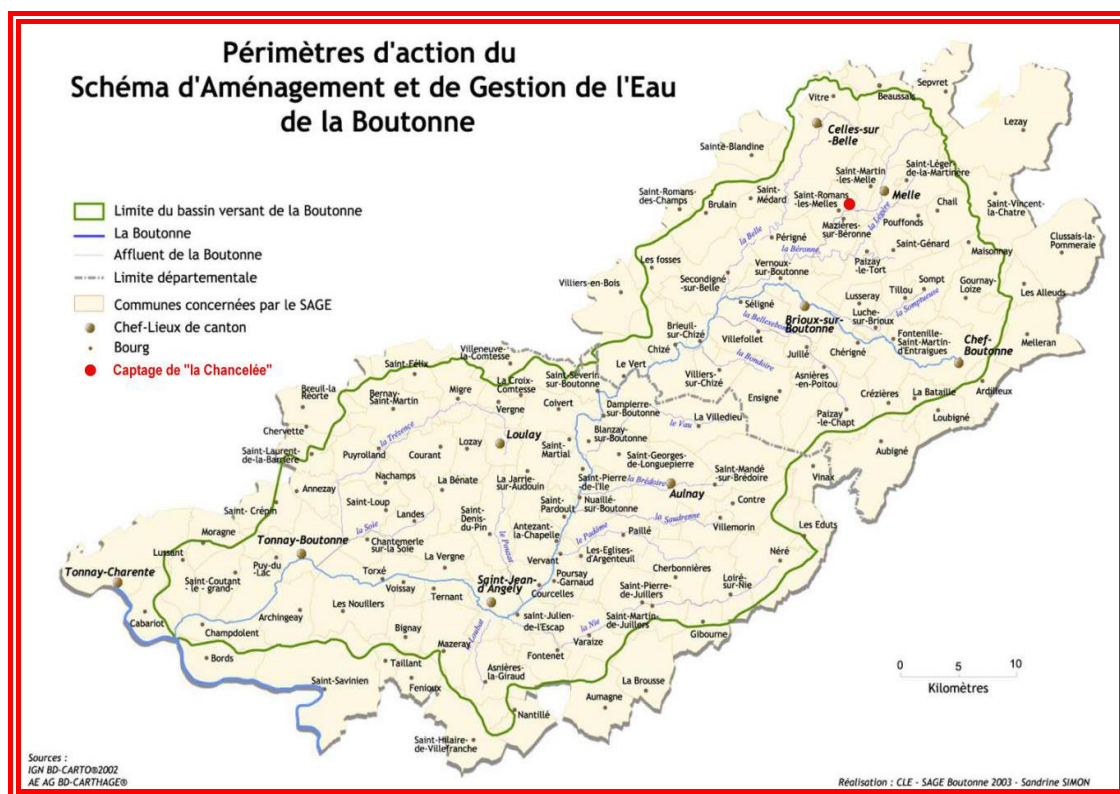 Périmètres d'action du
Schéma d'Aménagement et de Gestion de l'Eau
de la Boutonne
Limite du bassin versant de la Boutonne
La Boutonne
Affluent de la Boutonne
Limite départementale
Communes concernées par le SAGE
Chef-Lieux de canton
Bourg
Captage de "la Chancelée"
Sepvret
Beaussais
Vitre
Lezay
Celles-sur
-Belle
Sainte-Blandine
Saint-Martin
-les-Melle
Saint-Léger-
de-la-Martinère
Melle
Saint-Romans
-des-Champs
Saint-
Médard
Saint-Romans
-les-Melles
Brulain
Chail
Saint-Vincent-
la-Chatre
Mazières-
sur-Béronne
Pouffonds
la Légère
la Belle
Périgné
la Béronne
Saint-Génard
Maisonnay
Clussais-la-
Pommeraie
Paizay
-le-Tort
Les fosses
Vernoux-
sur-Boutonne
Secondigné
-sur-Belle
Villiers-en-Bois
Sompt
Gournay-
Loize
Les Alleuds
Tillou
Lusseray
la Somptueuse
Séligné
Luche-
sur-Brioux
Brioux-sur-
Boutonne
Brieuil-
sur-Chizé
Villefollet
Fontenille-
Saint-Martin-
d'Entraigues
Chef-
Boutonne
Melleran
Chizé
Juillé
Chérigné
la Bondoire
Villeneuve-
la-Comtesse
Saint-Félix
Le Vert
Villiers-
sur-Chizé
Asnières
-en-Poitou
Ensigne
Crézières
La Bataille
Ardilleux
Loubigné
Paizay
-le-Chapt
Aubigné
Saint-Séverin
-sur-Boutonne
La Croix-
Comtesse
Migre
Breuil-la
Réorte
Bernay-
Saint-Martin
Vergne
Coivert
Dampierre-
sur-Boutonne
La Villedieu
le Vau
Chervette
la Trézence
Loulay
Blanzay-
sur-Boutonne
Saint-Laurent-
de-la-Barrière
Puyrolland
Courant
Lozay
Saint-
Martial
Saint-Georges-
de-Longuepierre
Vinax
Nachamps
La Bénate
La Jarrie-
sur-Audouin
Saint-Pierre
-de-l'Ile
la Brédoire
Aulnay
Saint-Mandé
-sur-Brédoire
Annezay
Saint-Loup
Nuaillé-
sur-Boutonne
Contre
Saint- Crépin
Landes
Saint-
Denis-
du-Pin
Saint-
Pardoult
la Saudrenne
Villemorin
Les Eduts
Moragne
la Soie
Chantemerle-
sur-la Soie
Antezant-
la-Chapelle
Paillé
Lussant
Tonnay-Boutonne
La Vergne
Vervant
Les-Eglises-
d'Argenteuil
Néré
Tonnay-Charente
Puy-du
-Lac
Saint-Coutant
-le -grand-
Torxé
Voissay
Saint-Jean-
d'Angely
Poursay
-Garnaud
Cherbonnières
Loiré-
sur-Nie
Courcelles
Saint-Pierre-
de-Juillers
Ternant
Les Nouillers
Archingeay
Cabariot
Champdolent
saint-Julien-
de-l'Escap
Saint-Martin-
de-Juillers
la Nie
Varaize
Gibourne
Bignay
Mazeray
Fontenet
Bords
Taillant
Asnières-
la-Giraud
La Brousse
Saint-Savinien
Fenioux
Aumagne
Nantillé
Saint-Hilaire-
de-Villefranche
0 5 10
Kilomètres
Sources :
IGN BD-CARTO®2002
AE AG BD-CARTHAGE®
Réalisation : CLE - SAGE Boutonne 2003 - Sandrine SIMON